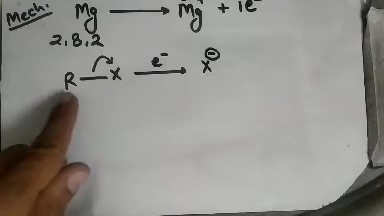 Mech:- Mg → Mg⁺ + 1e⁻
2,8,2
R—X e⁻ → X⊖